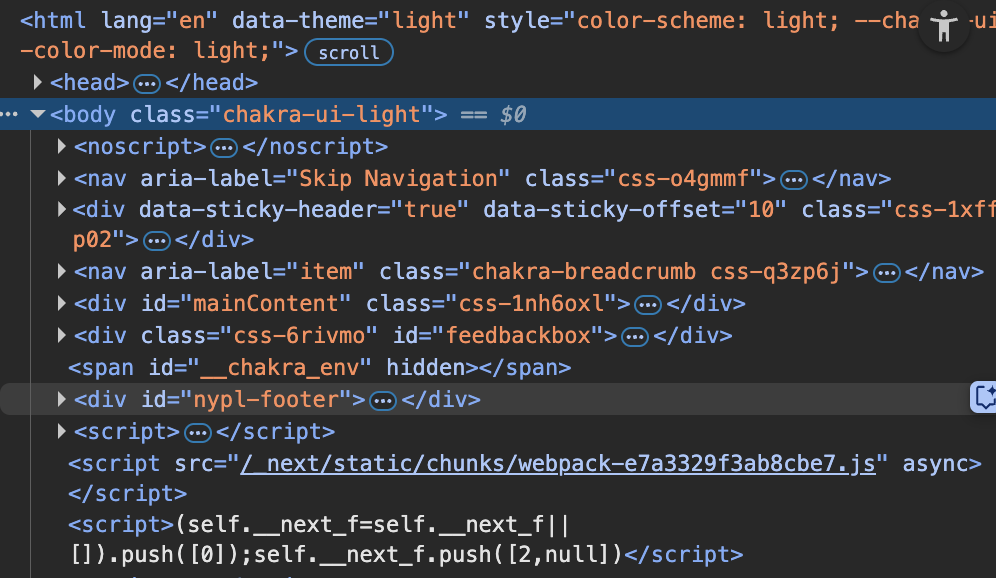 <html lang="en" data-theme="light" style="color-scheme: light; --cha ui
-color-mode: light;"> scroll
<head> ••• </head>
••• <body class="chakra-ui-light"> == $0
<noscript> ••• </noscript>
<nav aria-label="Skip Navigation" class="css-o4gmmf"> ••• </nav>
<div data-sticky-header="true" data-sticky-offset="10" class="css-1xff
p02"> ••• </div>
<nav aria-label="item" class="chakra-breadcrumb css-q3zp6j"> ••• </nav>
<div id="mainContent" class="css-1nh6oxl"> ••• </div>
<div class="css-6rivmo" id="feedbackbox"> ••• </div>
<span id="__chakra_env" hidden></span>
<div id="nypl-footer"> ••• </div>
<script> ••• </script>
<script src="/_next/static/chunks/webpack-e7a3329f3ab8cbe7.js" async>
</script>
<script>(self.__next_f=self.__next_f||
[]).push([0]);self.__next_f.push([2,null])</script>